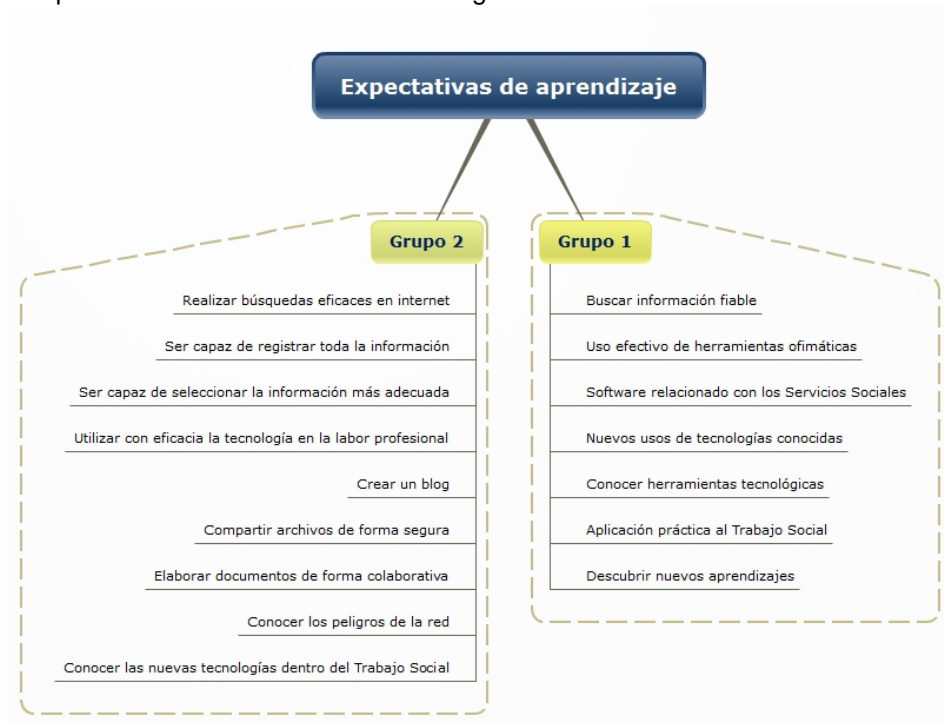 Expectativas de aprendizaje
Grupo 2
Realizar búsquedas eficaces en internet
Ser capaz de registrar toda la información
Ser capaz de seleccionar la información más adecuada
Utilizar con eficacia la tecnología en la labor profesional
Crear un blog
Compartir archivos de forma segura
Elaborar documentos de forma colaborativa
Conocer los peligros de la red
Conocer las nuevas tecnologías dentro del Trabajo Social
Grupo 1
Buscar información fiable
Uso efectivo de herramientas ofimáticas
Software relacionado con los Servicios Sociales
Nuevos usos de tecnologías conocidas
Conocer herramientas tecnológicas
Aplicación práctica al Trabajo Social
Descubrir nuevos aprendizajes